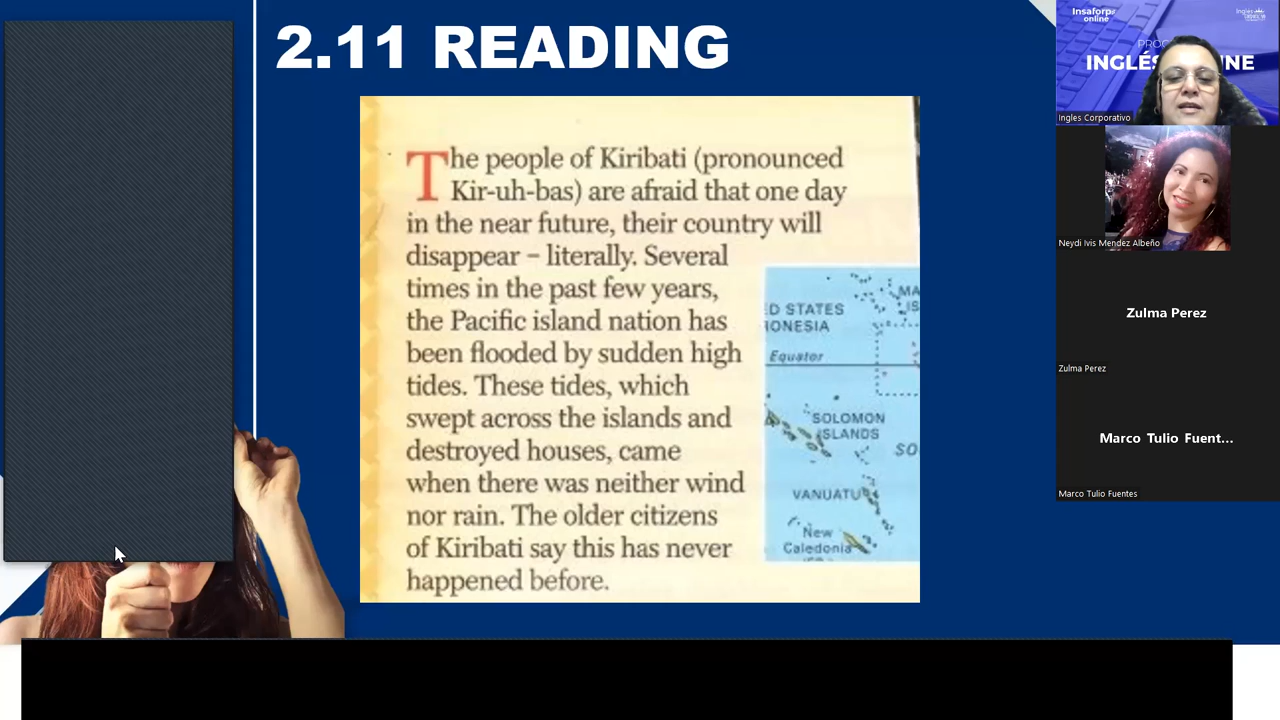 2.11 READING
The people of Kiribati (pronounced
Kir-uh-bas) are afraid that one day
in the near future, their country will
disappear – literally. Several
times in the past few years,
the Pacific island nation has
been flooded by sudden high
tides. These tides, which
swept across the islands and
destroyed houses, came
when there was neither wind
nor rain. The older citizens
of Kiribati say this has never
happened before.
D STATES
ONESIA
MA
IS
Equator
SOLOMON
ISLANDS
SO
VANUATU
New
Caledonia
Insaforp
online
Inglés
INGLÉS
NE
Ingles Corporativo
Neydi Ivis Mendez Albeño
Zulma Perez
Zulma Perez
Marco Tulio Fuent...
Marco Tulio Fuentes